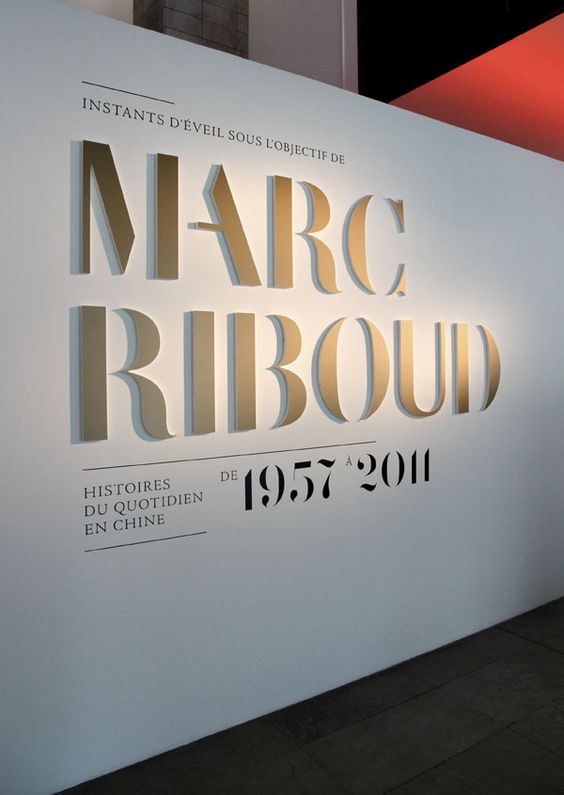 INSTANTS D'ÉVEIL SOUS L'OBJECTIF DE
MARC
RIBOUD
HISTOIRES
DU QUOTIDIEN
EN CHINE
DE 1957 À 2011